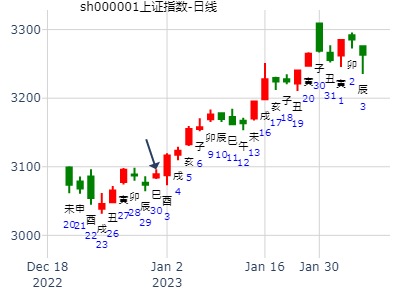 sh000001上证指数-日线
3300
3200
3100
3000
未 申 酉 戌 丑 寅 卯 辰 巳 酉 戌 亥 子 卯 辰 巳 午 未 戌 亥 子 丑 寅 子 丑 寅 卯 辰
20 21 22 23 26 27 28 29 30 3 4 5 6 9 10 11 12 13 16 17 18 19 20 30 31 1 2 3
Dec 18 Jan 2 Jan 16 Jan 30
2022 2023